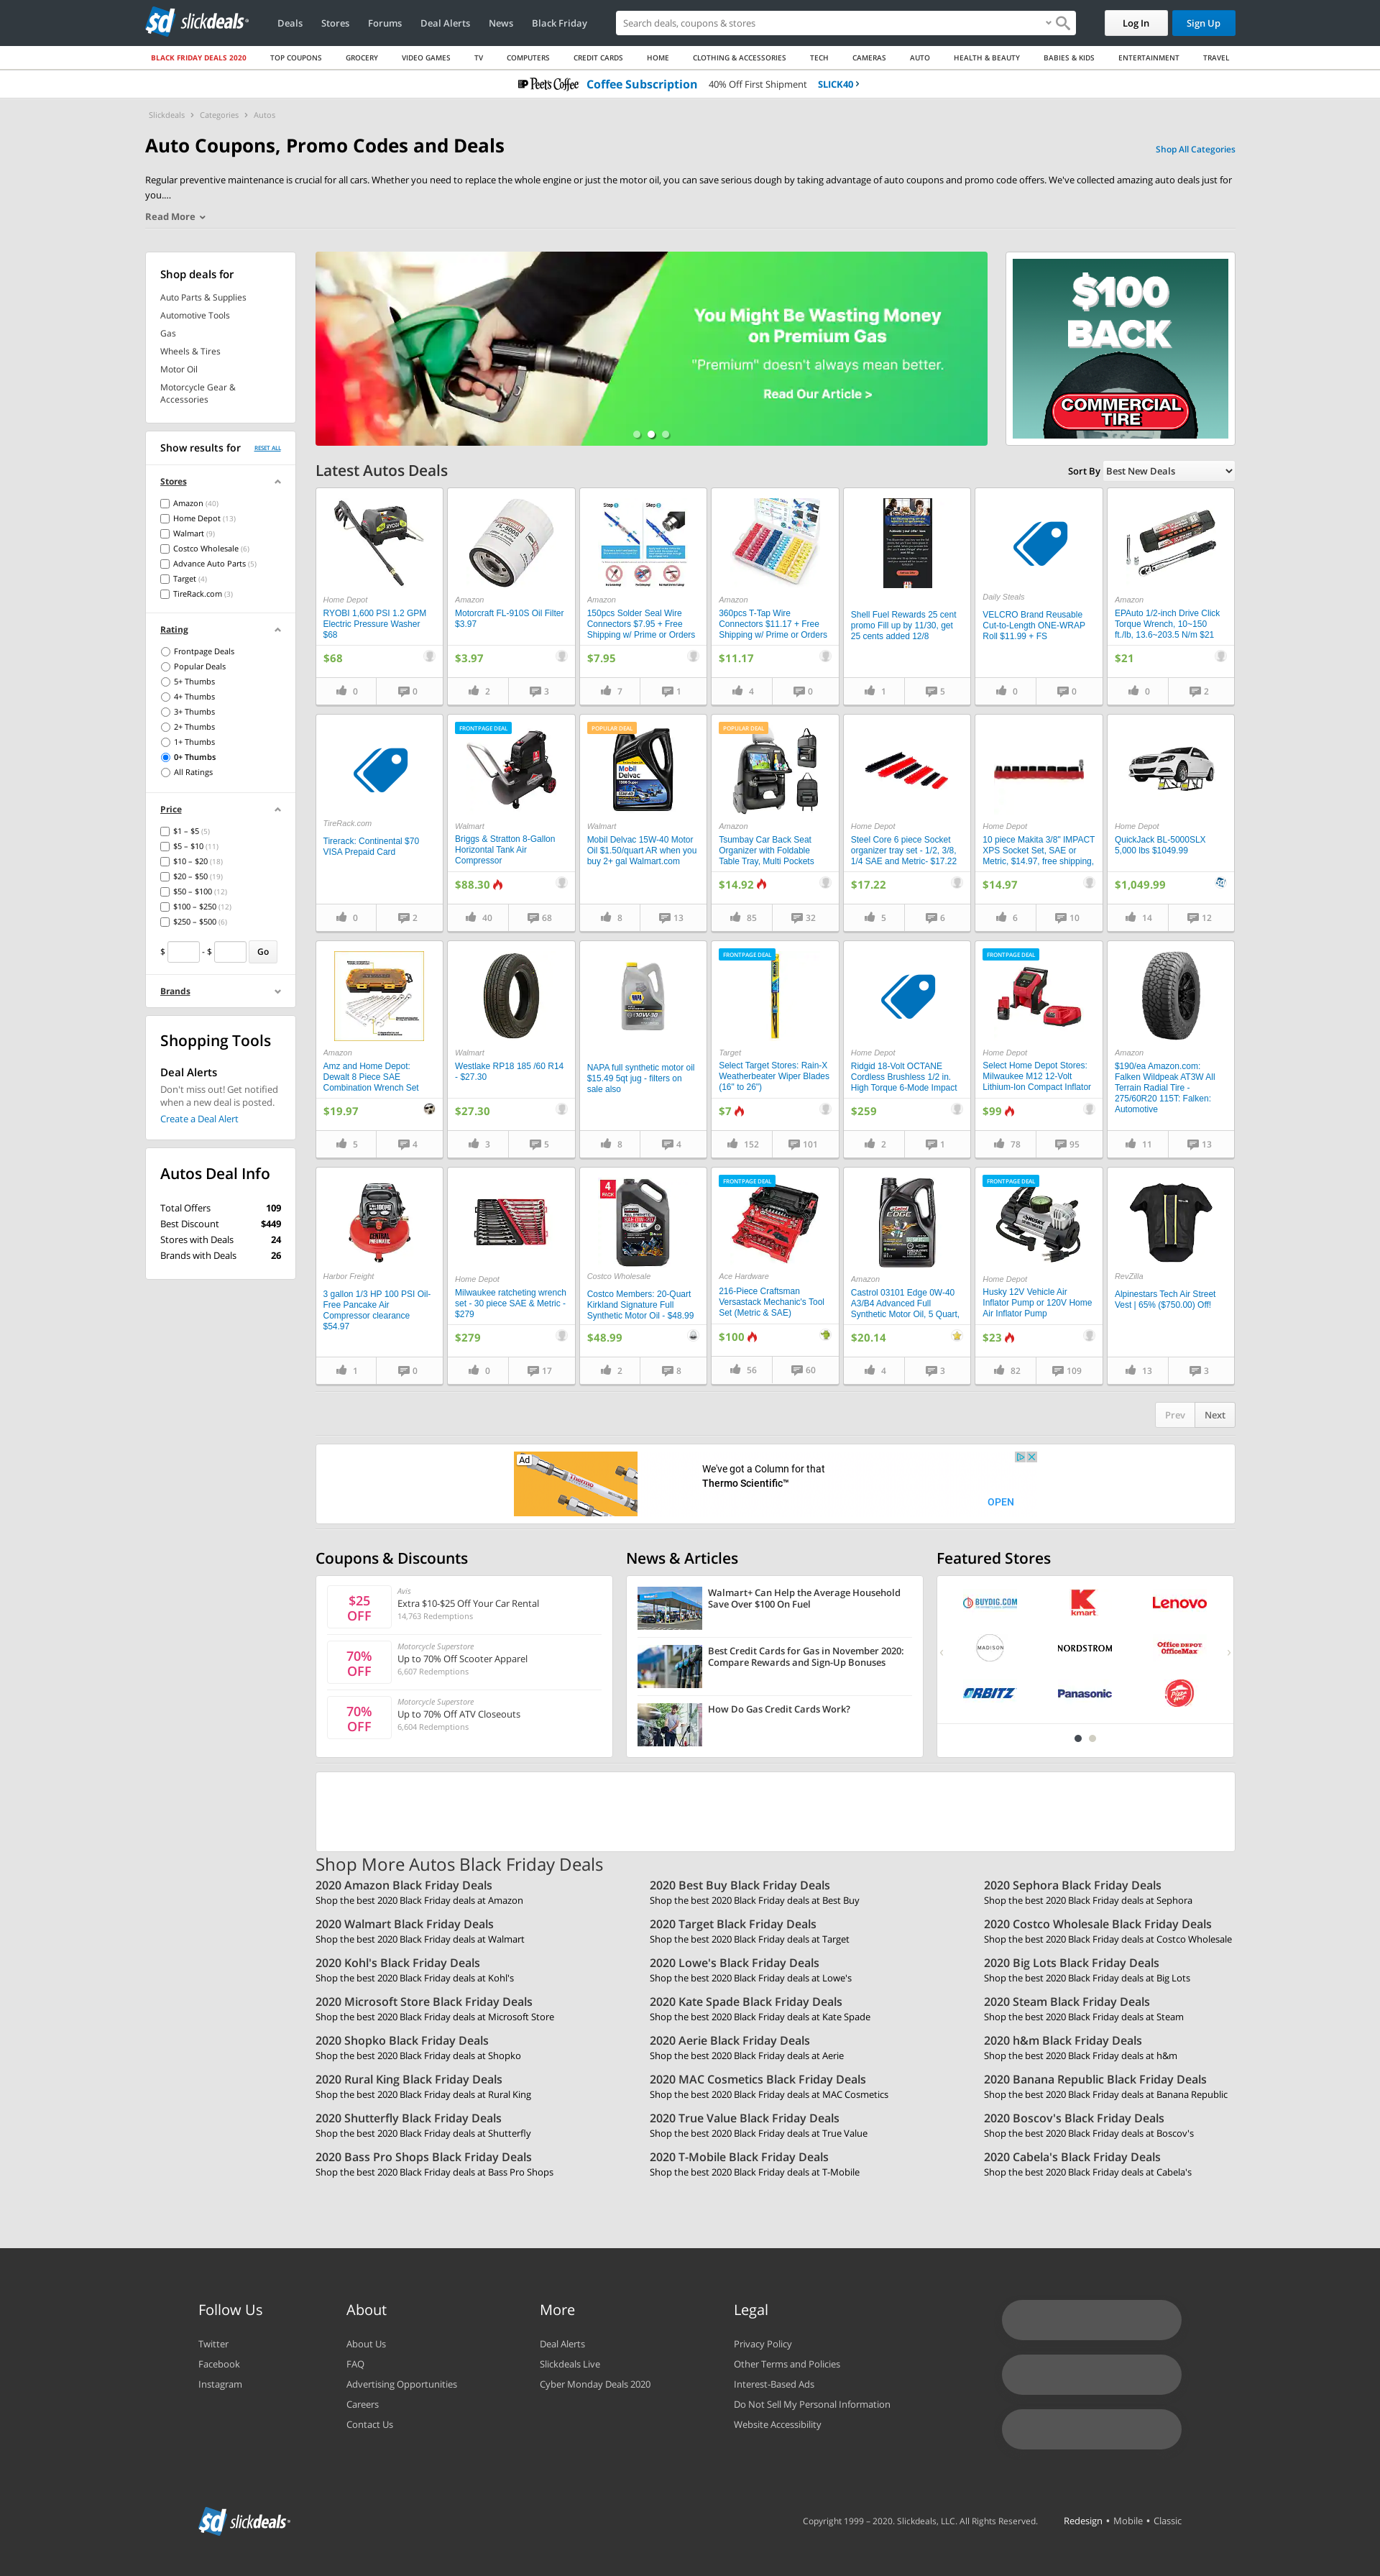 sd slickdeals
Deals Stores Forums Deal Alerts News Black Friday
Search deals, coupons & stores
Log In Sign Up
BLACK FRIDAY DEALS 2020 TOP COUPONS GROCERY VIDEO GAMES TV COMPUTERS CREDIT CARDS HOME CLOTHING & ACCESSORIES TECH CAMERAS AUTO HEALTH & BEAUTY BABIES & KIDS ENTERTAINMENT TRAVEL
Peet's Coffee Coffee Subscription 40% Off First Shipment SLICK40 ›
Slickdeals › Categories › Autos
Auto Coupons, Promo Codes and Deals
Shop All Categories
Regular preventive maintenance is crucial for all cars. Whether you need to replace the whole engine or just the motor oil, you can save serious dough by taking advantage of auto coupons and promo code offers. We've collected amazing auto deals just for
you....
Read More
Shop deals for
Auto Parts & Supplies
Automotive Tools
Gas
Wheels & Tires
Motor Oil
Motorcycle Gear &
Accessories
Show results for RESET ALL
Stores
Amazon (40)
Home Depot (13)
Walmart (9)
Costco Wholesale (6)
Advance Auto Parts (5)
Target (4)
TireRack.com (3)
Rating
Frontpage Deals
Popular Deals
5+ Thumbs
4+ Thumbs
3+ Thumbs
2+ Thumbs
1+ Thumbs
0+ Thumbs
All Ratings
Price
$1 – $5 (5)
$5 – $10 (11)
$10 – $20 (18)
$20 – $50 (19)
$50 – $100 (12)
$100 – $250 (12)
$250 – $500 (6)
$ - $ Go
Brands
Shopping Tools
Deal Alerts
Don't miss out! Get notified
when a new deal is posted.
Create a Deal Alert
Autos Deal Info
Total Offers 109
Best Discount $449
Stores with Deals 24
Brands with Deals 26
You Might Be Wasting Money
on Premium Gas
"Premium" doesn't always mean better.
Read Our Article >
$100
BACK
COMMERCIAL
TIRE
Latest Autos Deals
Sort By Best New Deals
Home Depot
RYOBI 1,600 PSI 1.2 GPM
Electric Pressure Washer
$68
$68
0 0
Amazon
Motorcraft FL-910S Oil Filter
$3.97
$3.97
2 3
Amazon
150pcs Solder Seal Wire
Connectors $7.95 + Free
Shipping w/ Prime or Orders
$7.95
7 1
Amazon
360pcs T-Tap Wire
Connectors $11.17 + Free
Shipping w/ Prime or Orders
$11.17
4 0
Shell Fuel Rewards 25 cent
promo Fill up by 11/30, get
25 cents added 12/8
1 5
Daily Steals
VELCRO Brand Reusable
Cut-to-Length ONE-WRAP
Roll $11.99 + FS
0 0
Amazon
EPAuto 1/2-inch Drive Click
Torque Wrench, 10~150
ft./lb, 13.6~203.5 N/m $21
$21
0 2
TireRack.com
Tirerack: Continental $70
VISA Prepaid Card
0 2
FRONTPAGE DEAL
Walmart
Briggs & Stratton 8-Gallon
Horizontal Tank Air
Compressor
$88.30
40 68
POPULAR DEAL
Walmart
Mobil Delvac 15W-40 Motor
Oil $1.50/quart AR when you
buy 2+ gal Walmart.com
8 13
POPULAR DEAL
Amazon
Tsumbay Car Back Seat
Organizer with Foldable
Table Tray, Multi Pockets
$14.92
85 32
Home Depot
Steel Core 6 piece Socket
organizer tray set - 1/2, 3/8,
1/4 SAE and Metric- $17.22
$17.22
5 6
Home Depot
10 piece Makita 3/8" IMPACT
XPS Socket Set, SAE or
Metric, $14.97, free shipping,
$14.97
6 10
Home Depot
QuickJack BL-5000SLX
5,000 lbs $1049.99
$1,049.99
14 12
Amazon
Amz and Home Depot:
Dewalt 8 Piece SAE
Combination Wrench Set
$19.97
5 4
Walmart
Westlake RP18 185 /60 R14
- $27.30
$27.30
3 5
NAPA full synthetic motor oil
$15.49 5qt jug - filters on
sale also
8 4
FRONTPAGE DEAL
Target
Select Target Stores: Rain-X
Weatherbeater Wiper Blades
(16" to 26")
$7
152 101
Home Depot
Ridgid 18-Volt OCTANE
Cordless Brushless 1/2 in.
High Torque 6-Mode Impact
$259
2 1
FRONTPAGE DEAL
Home Depot
Select Home Depot Stores:
Milwaukee M12 12-Volt
Lithium-Ion Compact Inflator
$99
78 95
Amazon
$190/ea Amazon.com:
Falken Wildpeak AT3W All
Terrain Radial Tire -
275/60R20 115T: Falken:
Automotive
11 13
Harbor Freight
3 gallon 1/3 HP 100 PSI Oil-
Free Pancake Air
Compressor clearance
$54.97
1 0
Home Depot
Milwaukee ratcheting wrench
set - 30 piece SAE & Metric -
$279
$279
0 17
4 PACK
Costco Wholesale
Costco Members: 20-Quart
Kirkland Signature Full
Synthetic Motor Oil - $48.99
$48.99
2 8
FRONTPAGE DEAL
Ace Hardware
216-Piece Craftsman
Versastack Mechanic's Tool
Set (Metric & SAE)
$100
56 60
Amazon
Castrol 03101 Edge 0W-40
A3/B4 Advanced Full
Synthetic Motor Oil, 5 Quart,
$20.14
4 3
FRONTPAGE DEAL
Home Depot
Husky 12V Vehicle Air
Inflator Pump or 120V Home
Air Inflator Pump
$23
82 109
RevZilla
Alpinestars Tech Air Street
Vest | 65% ($750.00) Off!
13 3
Prev Next
Ad
We've got a Column for that
Thermo Scientific™
OPEN
Coupons & Discounts
$25
OFF
Avis
Extra $10-$25 Off Your Car Rental
14,763 Redemptions
70%
OFF
Motorcycle Superstore
Up to 70% Off Scooter Apparel
6,607 Redemptions
70%
OFF
Motorcycle Superstore
Up to 70% Off ATV Closeouts
6,604 Redemptions
News & Articles
Walmart+ Can Help the Average Household
Save Over $100 On Fuel
Best Credit Cards for Gas in November 2020:
Compare Rewards and Sign-Up Bonuses
How Do Gas Credit Cards Work?
Featured Stores
BUYDIG.COM kmart Lenovo
MADISON NORDSTROM Office DEPOT OfficeMax
ORBITZ Panasonic Pizza Hut
Shop More Autos Black Friday Deals
2020 Amazon Black Friday Deals
Shop the best 2020 Black Friday deals at Amazon
2020 Best Buy Black Friday Deals
Shop the best 2020 Black Friday deals at Best Buy
2020 Sephora Black Friday Deals
Shop the best 2020 Black Friday deals at Sephora
2020 Walmart Black Friday Deals
Shop the best 2020 Black Friday deals at Walmart
2020 Target Black Friday Deals
Shop the best 2020 Black Friday deals at Target
2020 Costco Wholesale Black Friday Deals
Shop the best 2020 Black Friday deals at Costco Wholesale
2020 Kohl's Black Friday Deals
Shop the best 2020 Black Friday deals at Kohl's
2020 Lowe's Black Friday Deals
Shop the best 2020 Black Friday deals at Lowe's
2020 Big Lots Black Friday Deals
Shop the best 2020 Black Friday deals at Big Lots
2020 Microsoft Store Black Friday Deals
Shop the best 2020 Black Friday deals at Microsoft Store
2020 Kate Spade Black Friday Deals
Shop the best 2020 Black Friday deals at Kate Spade
2020 Steam Black Friday Deals
Shop the best 2020 Black Friday deals at Steam
2020 Shopko Black Friday Deals
Shop the best 2020 Black Friday deals at Shopko
2020 Aerie Black Friday Deals
Shop the best 2020 Black Friday deals at Aerie
2020 h&m Black Friday Deals
Shop the best 2020 Black Friday deals at h&m
2020 Rural King Black Friday Deals
Shop the best 2020 Black Friday deals at Rural King
2020 MAC Cosmetics Black Friday Deals
Shop the best 2020 Black Friday deals at MAC Cosmetics
2020 Banana Republic Black Friday Deals
Shop the best 2020 Black Friday deals at Banana Republic
2020 Shutterfly Black Friday Deals
Shop the best 2020 Black Friday deals at Shutterfly
2020 True Value Black Friday Deals
Shop the best 2020 Black Friday deals at True Value
2020 Boscov's Black Friday Deals
Shop the best 2020 Black Friday deals at Boscov's
2020 Bass Pro Shops Black Friday Deals
Shop the best 2020 Black Friday deals at Bass Pro Shops
2020 T-Mobile Black Friday Deals
Shop the best 2020 Black Friday deals at T-Mobile
2020 Cabela's Black Friday Deals
Shop the best 2020 Black Friday deals at Cabela's
Follow Us
Twitter
Facebook
Instagram
About
About Us
FAQ
Advertising Opportunities
Careers
Contact Us
More
Deal Alerts
Slickdeals Live
Cyber Monday Deals 2020
Legal
Privacy Policy
Other Terms and Policies
Interest-Based Ads
Do Not Sell My Personal Information
Website Accessibility
sd slickdeals
Copyright 1999 – 2020. Slickdeals, LLC. All Rights Reserved. Redesign • Mobile • Classic